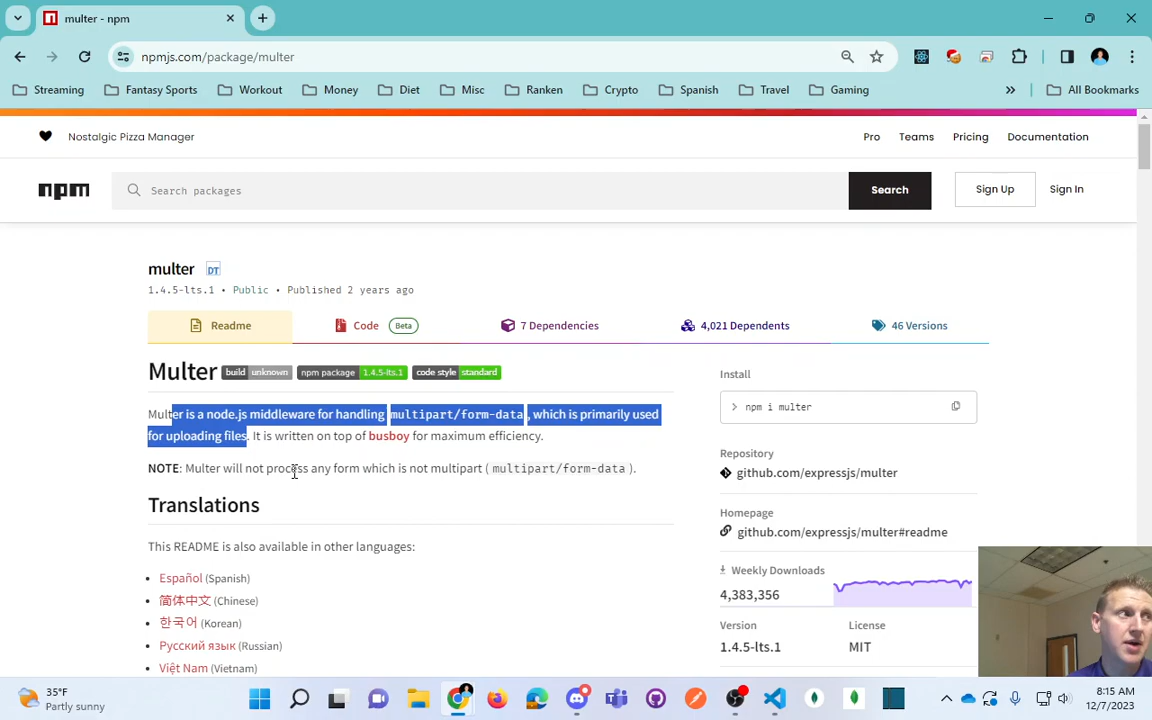 multer - npm
npmjs.com/package/multer
Streaming
Fantasy Sports
Workout
Money
Diet
Misc
Ranken
Crypto
Spanish
Travel
Gaming
»
All Bookmarks
Nostalgic Pizza Manager
Pro
Teams
Pricing
Documentation
npm
Search packages
Search
Sign Up
Sign In
multer DT
1.4.5-lts.1 • Public • Published 2 years ago
Readme
Code Beta
7 Dependencies
4,021 Dependents
46 Versions
Multer build unknown npm package 1.4.5-lts.1 code style standard
Multer is a node.js middleware for handling multipart/form-data , which is primarily used
for uploading files. It is written on top of busboy for maximum efficiency.
NOTE: Multer will not process any form which is not multipart ( multipart/form-data ).
Translations
This README is also available in other languages:
• Español (Spanish)
• 简体中文 (Chinese)
• 한국어 (Korean)
• Русский язык (Russian)
• Việt Nam (Vietnam)
Install
> npm i multer
Repository
github.com/expressjs/multer
Homepage
github.com/expressjs/multer#readme
Weekly Downloads
4,383,356
Version
License
1.4.5-lts.1
MIT
35°F
Partly sunny
8:15 AM
12/7/2023